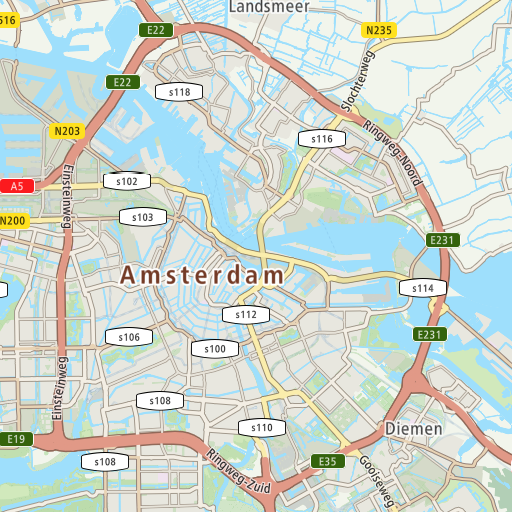 Landsmeer
516
E22
N235
E22
s118
Slochterweg
N203
s116
Ringweg-Noord
s102
A5
Einsteinweg
s103
N200
E231
Amsterdam
s114
s112
s106
E231
s100
Einsteinweg
s108
s110
Diemen
E19
s108
Ringweg-Zuid
E35
Gooiseweg